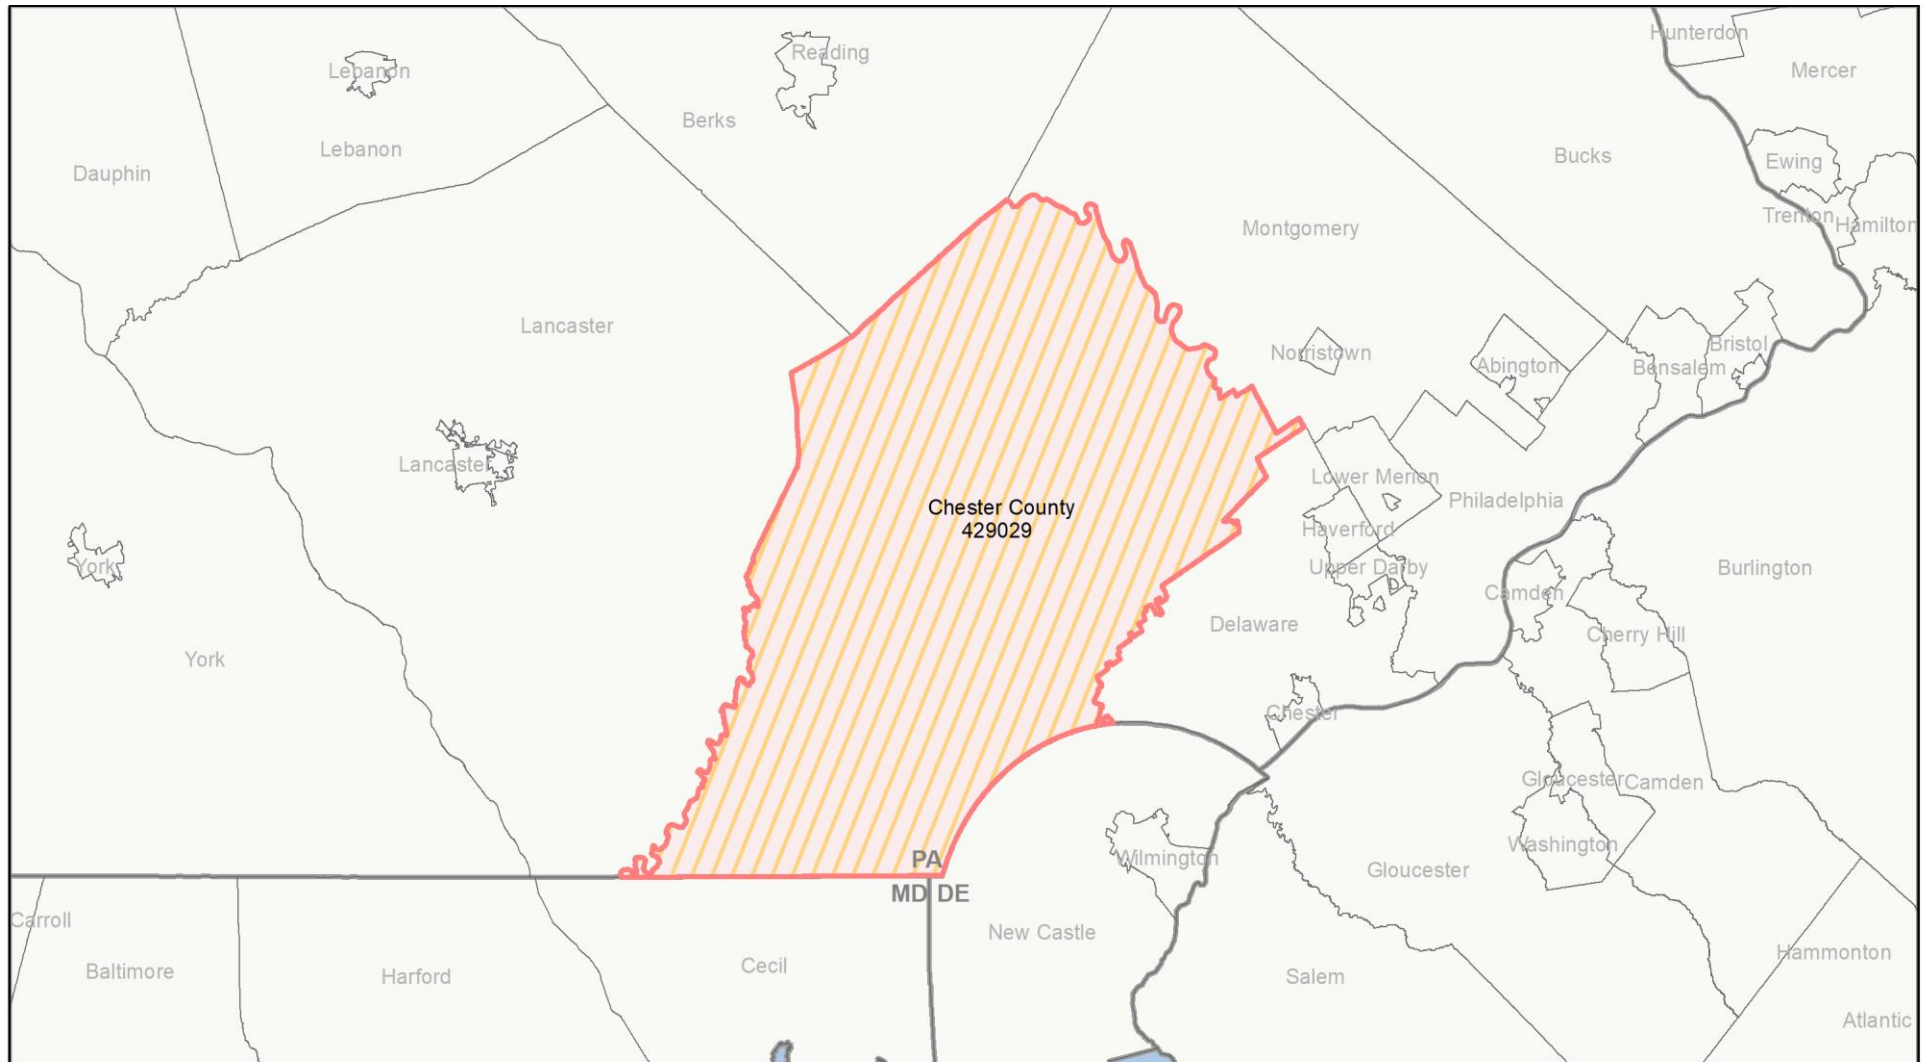 Hunterdon
Reading
Lebanon
Mercer
Berks
Lebanon
Bucks
Ewing
Dauphin
Trenton
Hamilton
Montgomery
Lancaster
Norristown
Bristol
Abington
Bensalem
Lancaster
Lower Merion
Philadelphia
Chester County
429029
Haverford
York
Upper Darby
Burlington
Camden
Delaware
Cherry Hill
York
Chester
Gloucester
Camden
Washington
PA
Wilmington
Gloucester
MD
DE
Carroll
New Castle
Hammonton
Baltimore
Harford
Cecil
Salem
Atlantic